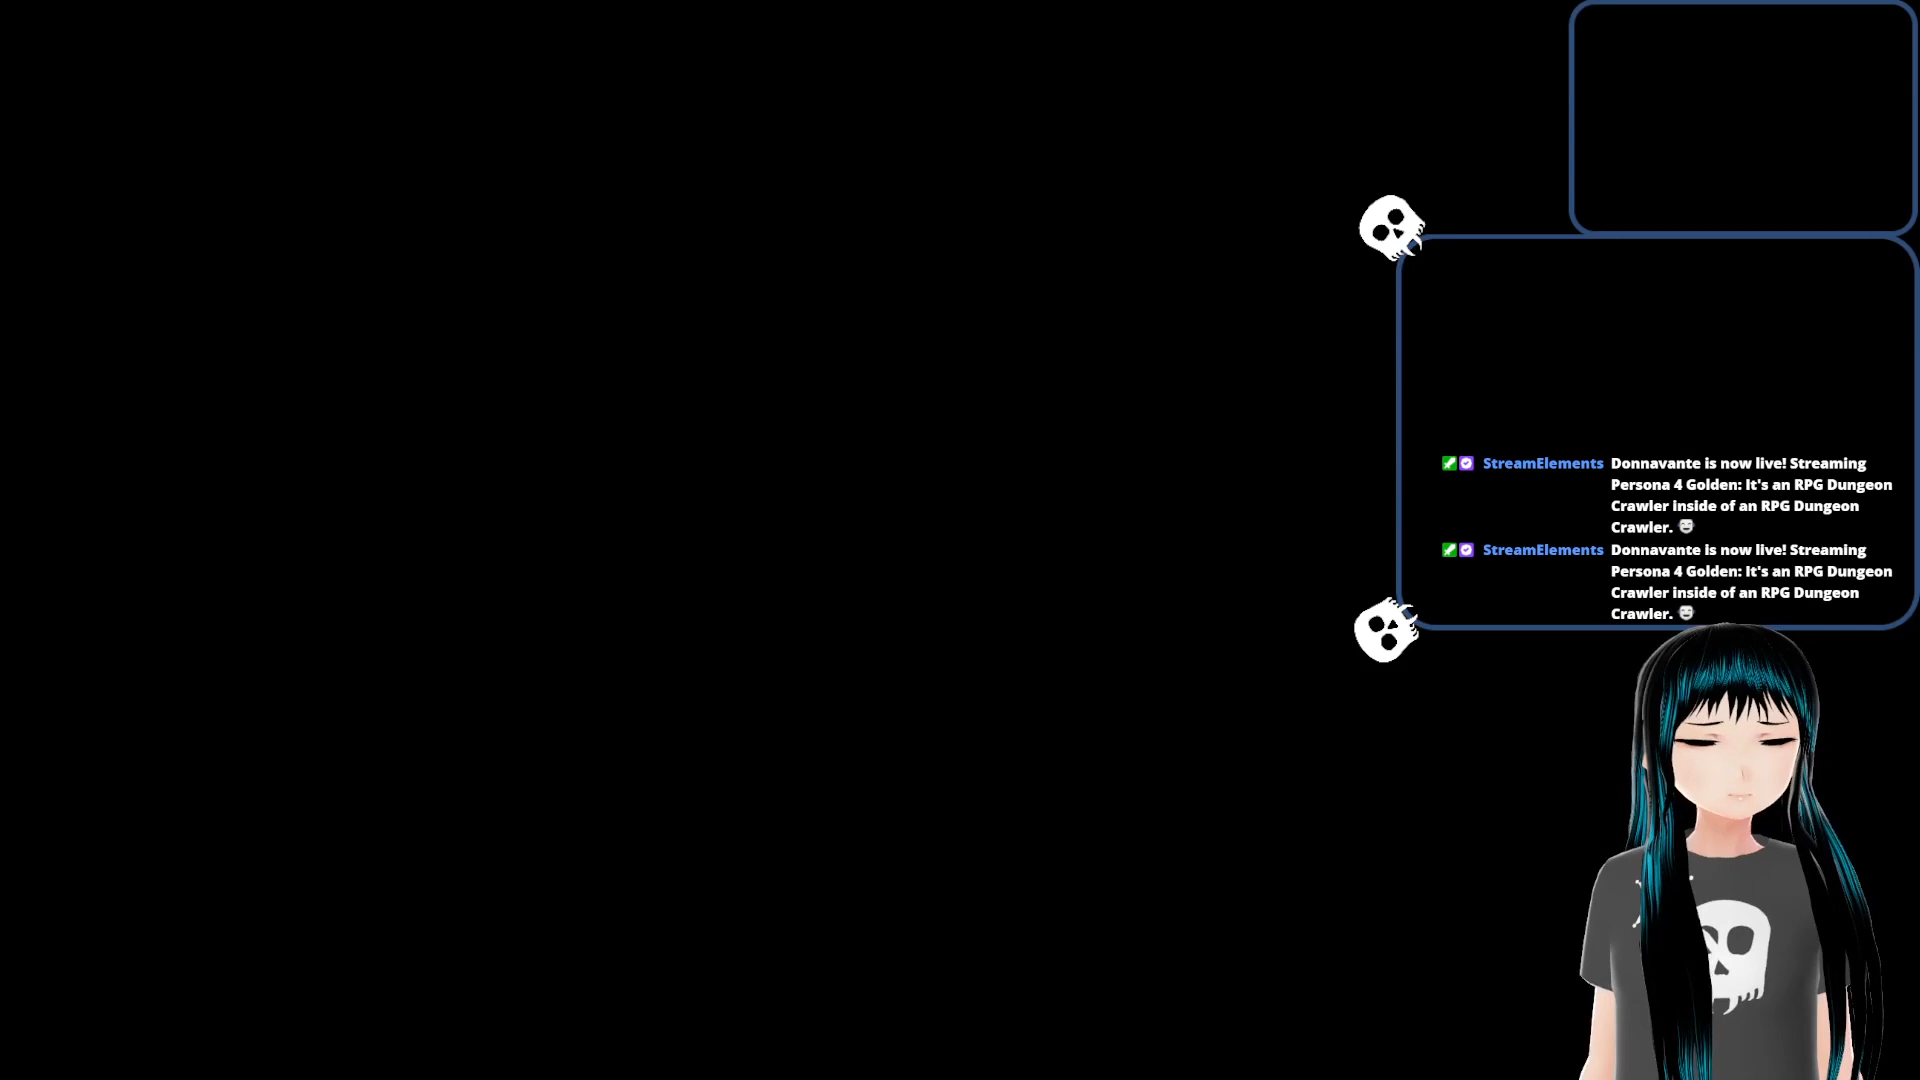 StreamElements Donnavante is now live! Streaming
Persona 4 Golden: It's an RPG Dungeon
Crawler inside of an RPG Dungeon
Crawler.
StreamElements Donnavante is now live! Streaming
Persona 4 Golden: It's an RPG Dungeon
Crawler inside of an RPG Dungeon
Crawler.